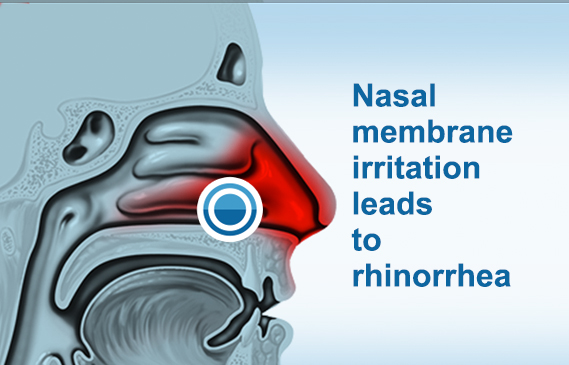 Nasal
membrane
irritation
leads
to
rhinorrhea